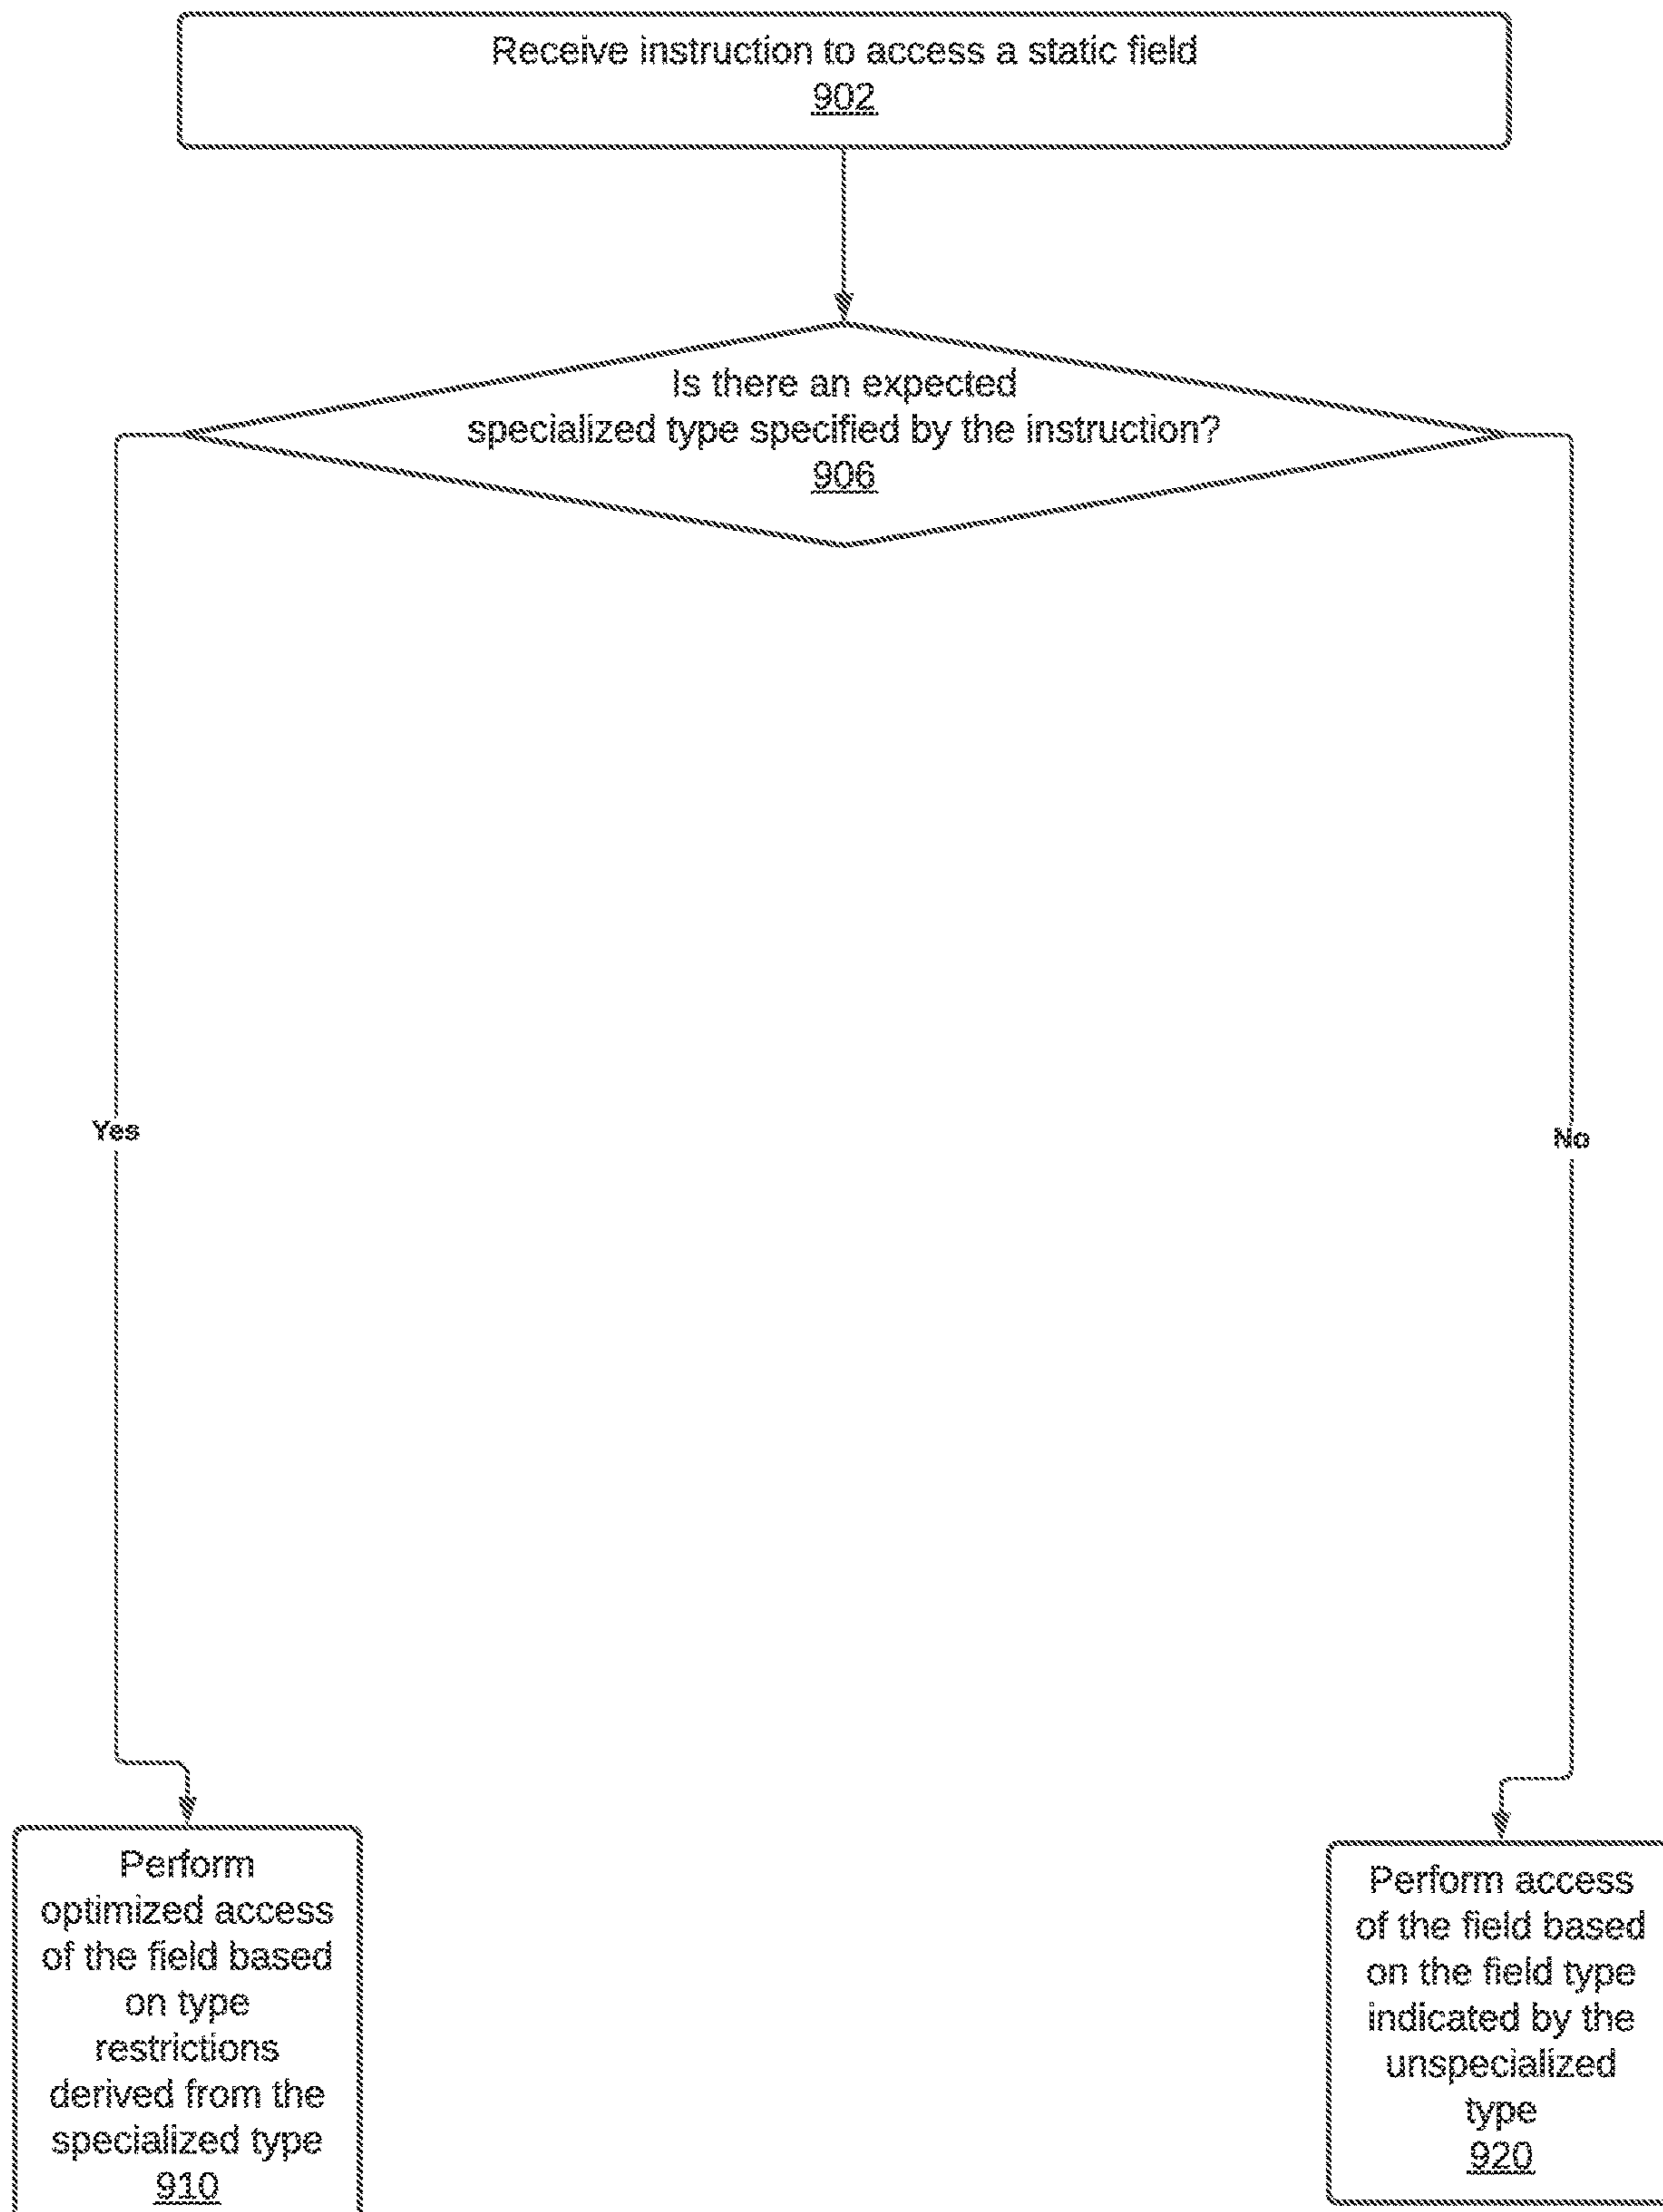 Receive instruction to access a static field
902
Is there an expected
specialized type specified by the instruction?
906
Yes
No
Perform
optimized access
of the field based
on type
restrictions
derived from the
specialized type
910
Perform access
of the field based
on the field type
indicated by the
unspecialized
type
920